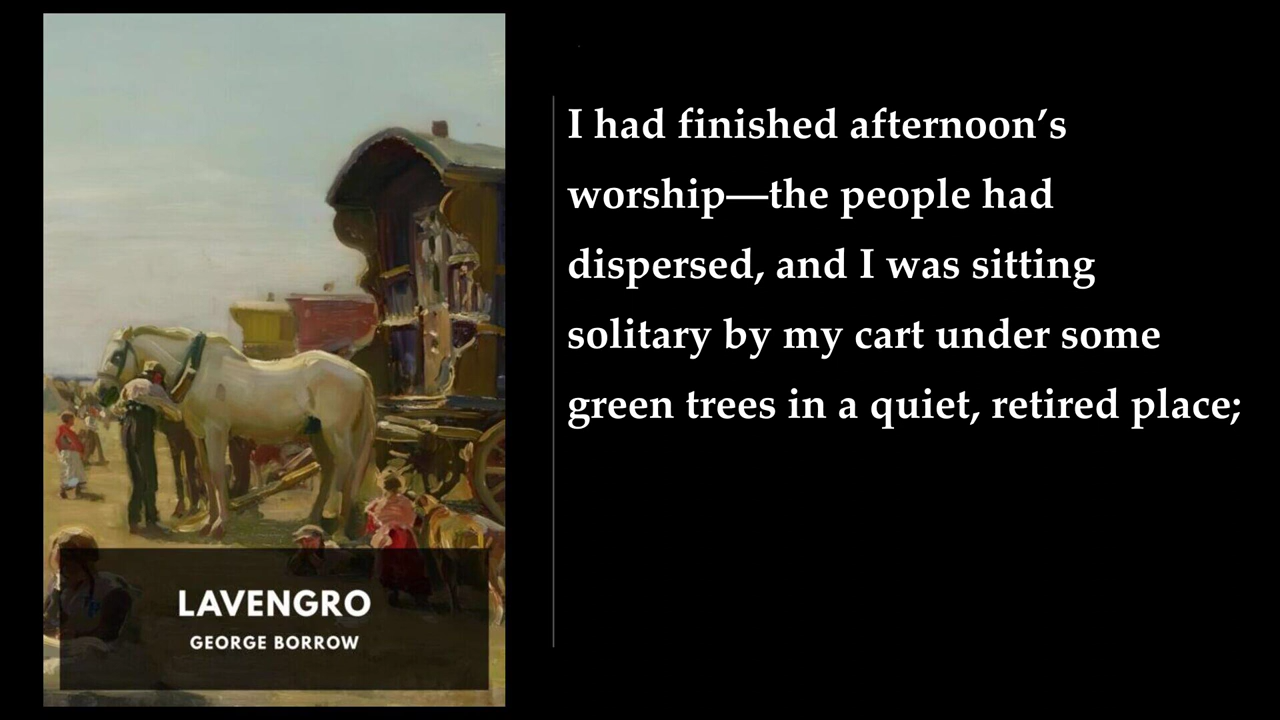 LAVENGRO
GEORGE BORROW
I had finished afternoon’s
worship—the people had
dispersed, and I was sitting
solitary by my cart under some
green trees in a quiet, retired place;